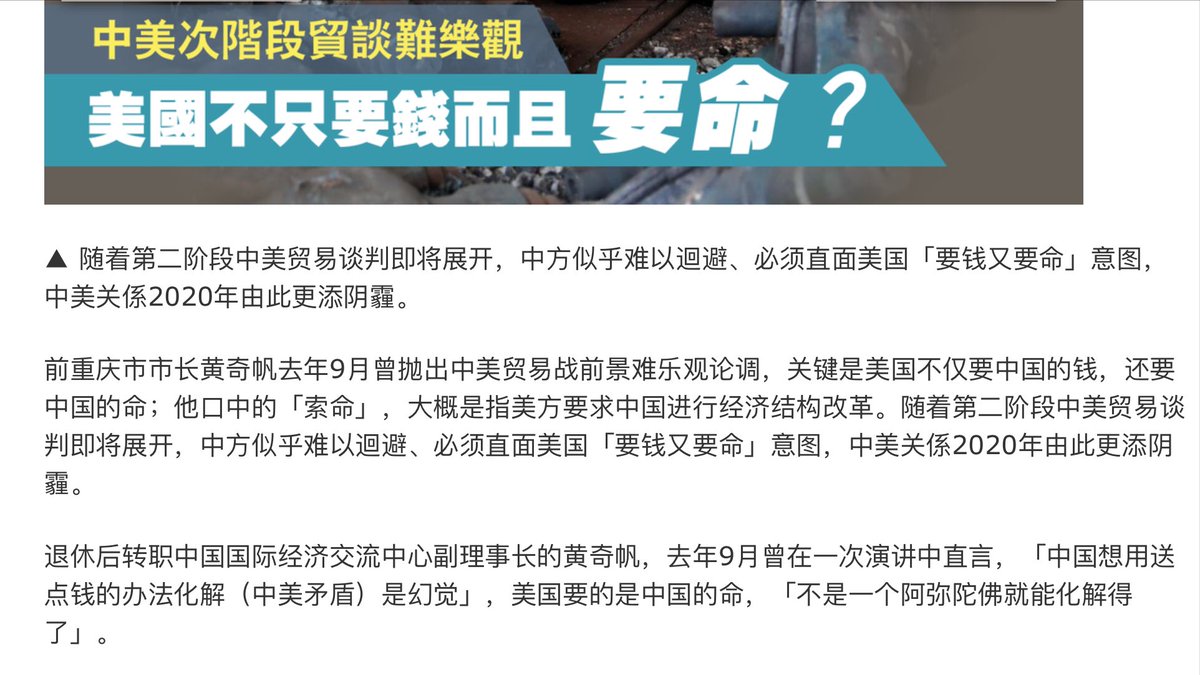 中美次階段貿談難樂觀
美國不只要錢而且要命？
▲ 随着第二阶段中美贸易谈判即将展开，中方似乎难以迴避、必须直面美国「要钱又要命」意图，
中美关係2020年由此更添阴霾。
前重庆市市长黄奇帆去年9月曾抛出中美贸易战前景难乐观论调，关键是美国不仅要中国的钱，还要
中国的命；他口中的「索命」，大概是指美方要求中国进行经济结构改革。随着第二阶段中美贸易谈
判即将展开，中方似乎难以迴避、必须直面美国「要钱又要命」意图，中美关係2020年由此更添阴
霾。
退休后转职中国国际经济交流中心副理事长的黄奇帆，去年9月曾在一次演讲中直言，「中国想用送
点钱的办法化解（中美矛盾）是幻觉」，美国要的是中国的命，「不是一个阿弥陀佛就能化解得
了」。